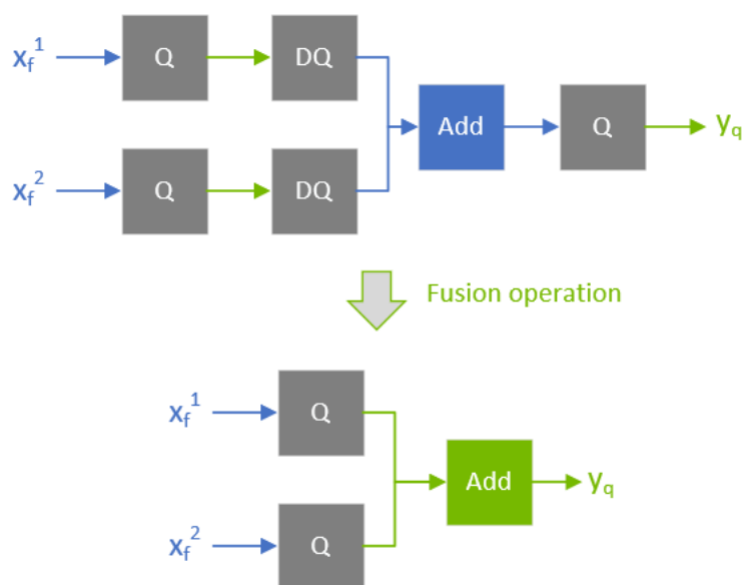 x_f^1 Q DQ
Add Q y_q
x_f^2 Q DQ
Fusion operation
x_f^1 Q
Add y_q
x_f^2 Q